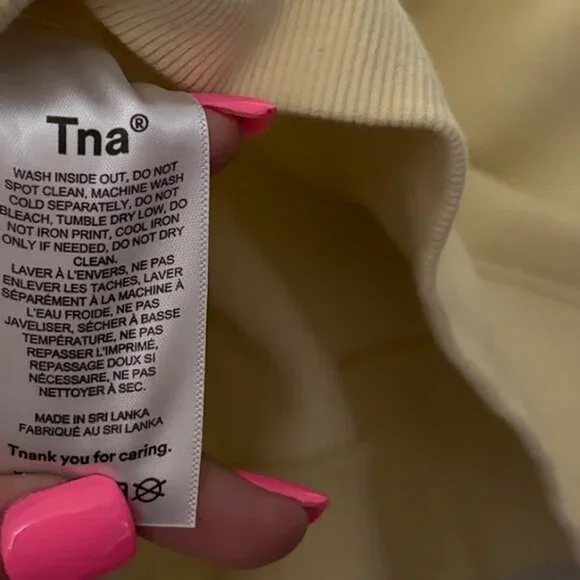 Tna®
WASH INSIDE OUT, DO NOT
SPOT CLEAN, MACHINE WASH
COLD SEPARATELY, DO NOT
BLEACH, TUMBLE DRY LOW, DO
NOT IRON PRINT, COOL IRON
ONLY IF NEEDED, DO NOT DRY
CLEAN.
LAVER À L'ENVERS, NE PAS
ENLEVER LES TACHES, LAVER
SÉPARÉMENT À LA MACHINE À
L'EAU FROIDE, NE PAS
JAVELISER, SÉCHER À BASSE
TEMPÉRATURE, NE PAS
REPASSER L'IMPRIMÉ,
REPASSAGE DOUX SI
NÉCESSAIRE, NE PAS
NETTOYER À SEC.
MADE IN SRI LANKA
FABRIQUÉ AU SRI LANKA
Tnank you for caring.